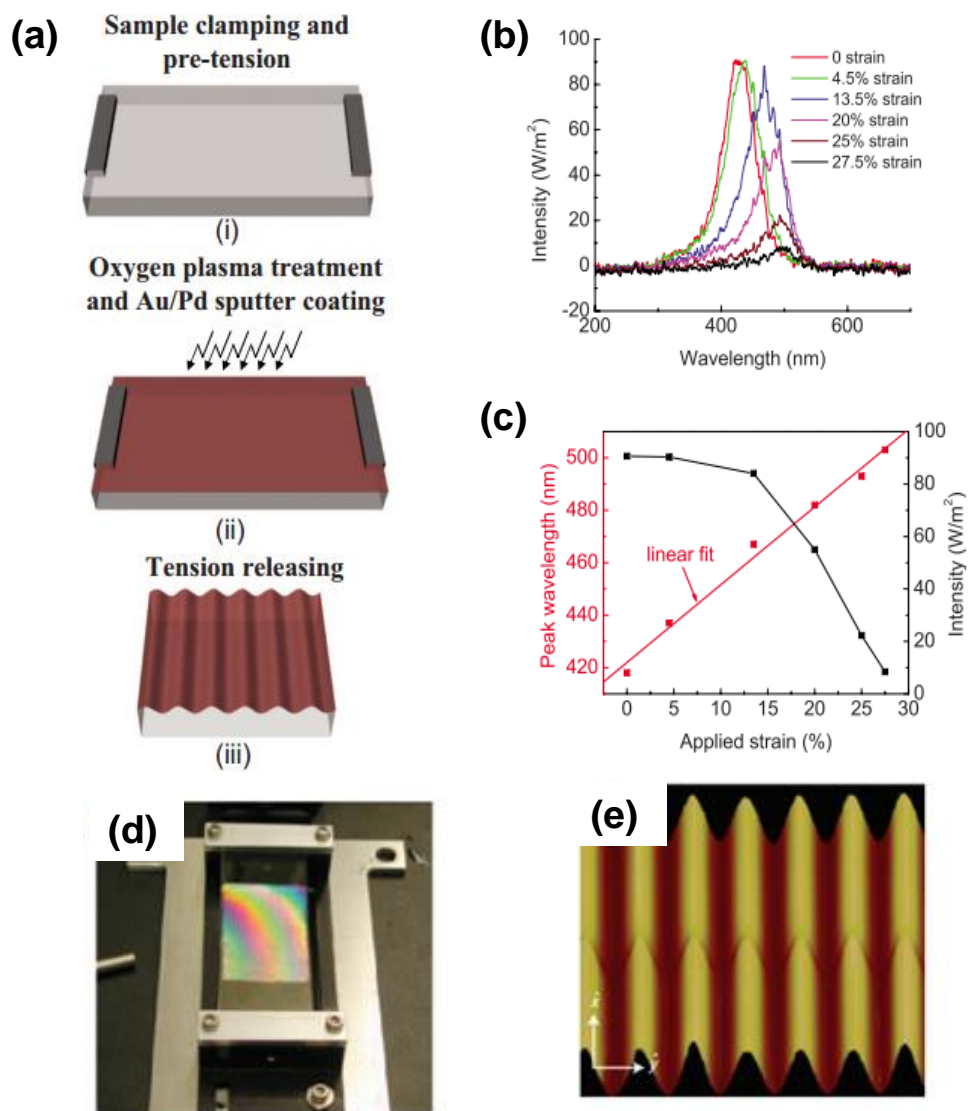 (a)
Sample clamping and
pre-tension
(i)
Oxygen plasma treatment
and Au/Pd sputter coating
(ii)
Tension releasing
(iii)
(b)
100
80
60
40
20
0
-20
200
400
600
Intensity (W/m²)
Wavelength (nm)
0 strain
4.5% strain
13.5% strain
20% strain
25% strain
27.5% strain
(c)
500
480
460
440
420
Peak wavelength (nm)
linear fit
100
80
60
40
20
0
Intensity (W/m²)
0 5 10 15 20 25 30
Applied strain (%)
(d)
(e)